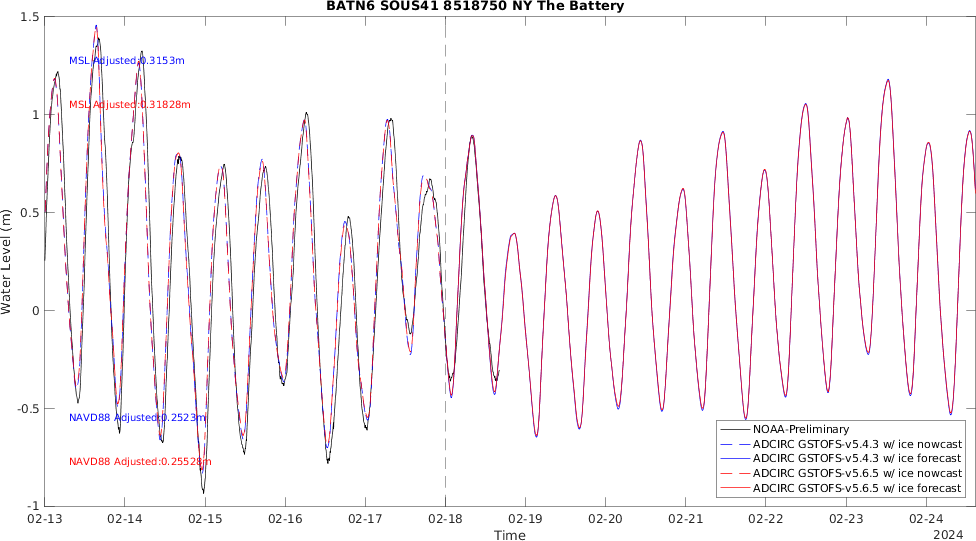 BATN6 SOUS41 8518750 NY The Battery
1.5
1
0.5
0
-0.5
-1
Water Level (m)
MSL Adjusted:0.3153m
MSL Adjusted:0.31828m
NAVD88 Adjusted:0.2523m
NAVD88 Adjusted:0.25528m
NOAA-Preliminary
ADCIRC GSTOFS-v5.4.3 w/ ice nowcast
ADCIRC GSTOFS-v5.4.3 w/ ice forecast
ADCIRC GSTOFS-v5.6.5 w/ ice nowcast
ADCIRC GSTOFS-v5.6.5 w/ ice forecast
02-13 02-14 02-15 02-16 02-17 02-18 02-19 02-20 02-21 02-22 02-23 02-24
Time
2024